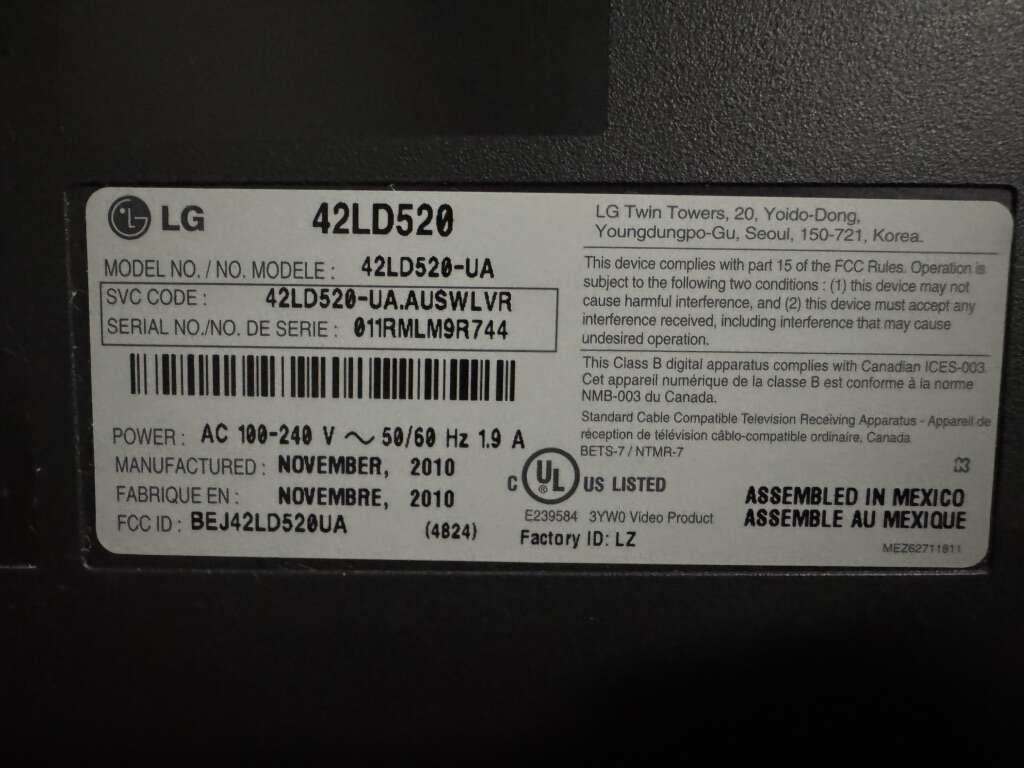 LG
42LD520
MODEL NO. / NO. MODELE : 42LD520-UA
SVC CODE : 42LD520-UA.AUSWLVR
SERIAL NO./NO. DE SERIE : 011RMLM9R744
POWER : AC 100-240 V ～ 50/60 Hz 1.9 A
MANUFACTURED : NOVEMBER, 2010
FABRIQUE EN : NOVEMBRE, 2010
FCC ID : BEJ42LD520UA (4824)
LG Twin Towers, 20, Yoido-Dong,
Youngdungpo-Gu, Seoul, 150-721, Korea.
This device complies with part 15 of the FCC Rules. Operation is
subject to the following two conditions : (1) this device may not
cause harmful interference, and (2) this device must accept any
interference received, including interference that may cause
undesired operation.
This Class B digital apparatus complies with Canadian ICES-003.
Cet appareil numérique de la classe B est conforme à la norme
NMB-003 du Canada.
Standard Cable Compatible Television Receiving Apparatus - Appareil de
réception de télévision câblo-compatible ordinaire, Canada
BETS-7 / NTMR-7
C UL ® US LISTED
E239584 3YW0 Video Product
Factory ID: LZ
ASSEMBLED IN MEXICO
ASSEMBLE AU MEXIQUE
MEZ62711811